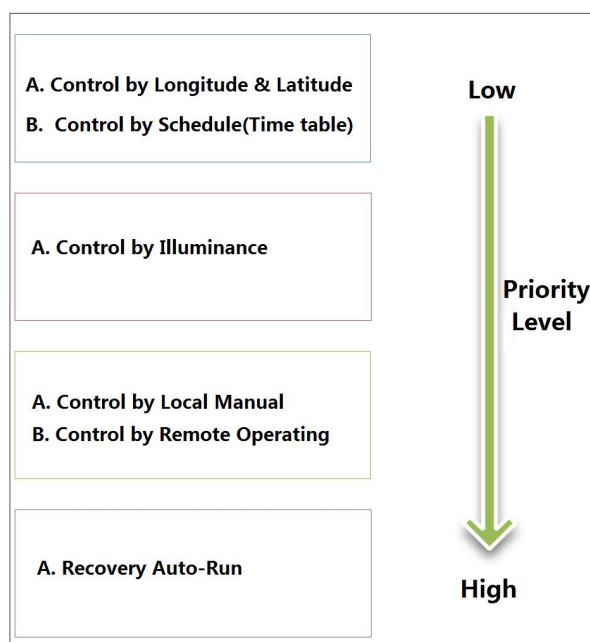 A. Control by Longitude & Latitude
B. Control by Schedule(Time table)
A. Control by Illuminance
A. Control by Local Manual
B. Control by Remote Operating
A. Recovery Auto-Run
Low
Priority
Level
High